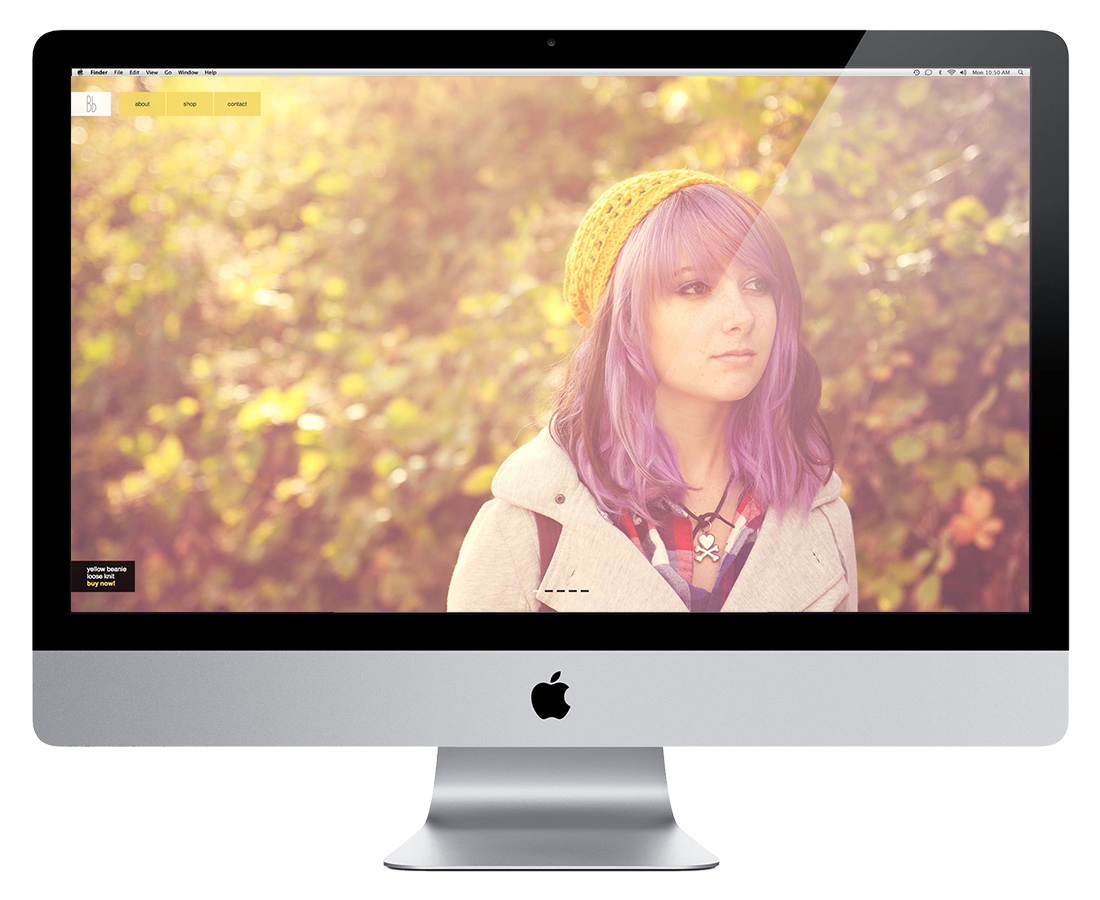 Finder File Edit View Go Window Help
Mon 10:50 AM
Bb
about shop contact
yellow beanie
loose knit
buy now!